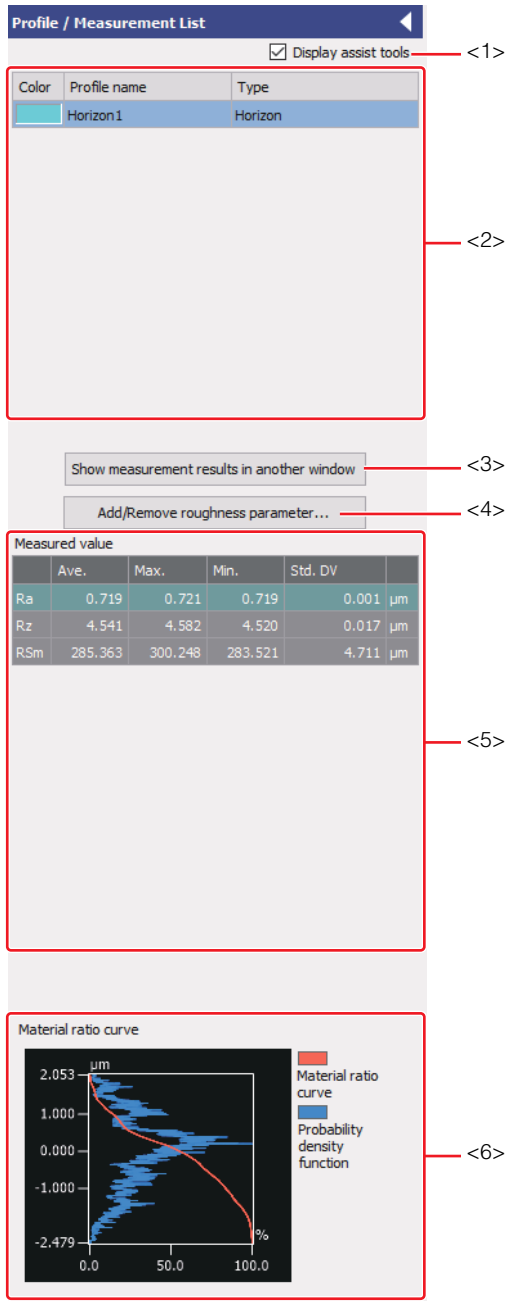 Profile / Measurement List
Display assist tools
<1>
Color Profile name Type
Horizon1 Horizon
<2>
Show measurement results in another window
<3>
Add/Remove roughness parameter...
<4>
Measured value
Ave. Max. Min. Std. DV
Ra 0.719 0.721 0.719 0.001 µm
Rz 4.541 4.582 4.520 0.017 µm
RSm 285.363 300.248 283.521 4.711 µm
<5>
Material ratio curve
µm
2.053
1.000
0.000
-1.000
-2.479
%
0.0 50.0 100.0
Material ratio
curve
Probability
density
function
<6>